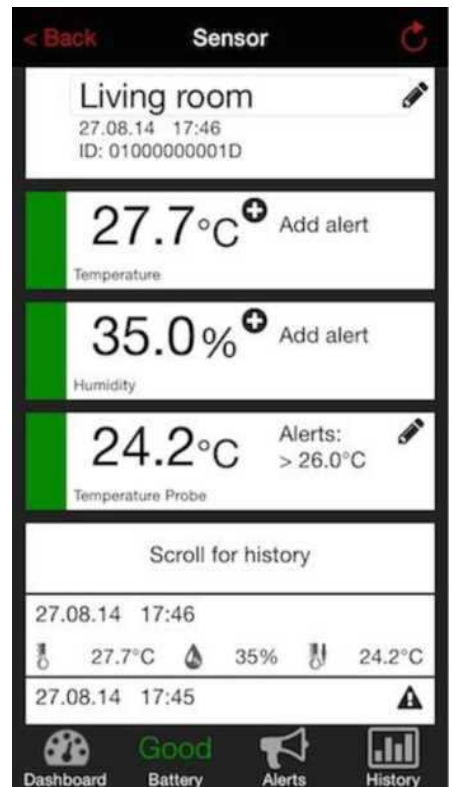 < Back Sensor
Living room
27.08.14 17:46
ID: 01000000001D
27.7°C Add alert
Temperature
35.0% Add alert
Humidity
24.2°C Alerts:
> 26.0°C
Temperature Probe
Scroll for history
27.08.14 17:46
27.7°C 35% 24.2°C
27.08.14 17:45
Good
Dashboard Battery Alerts History